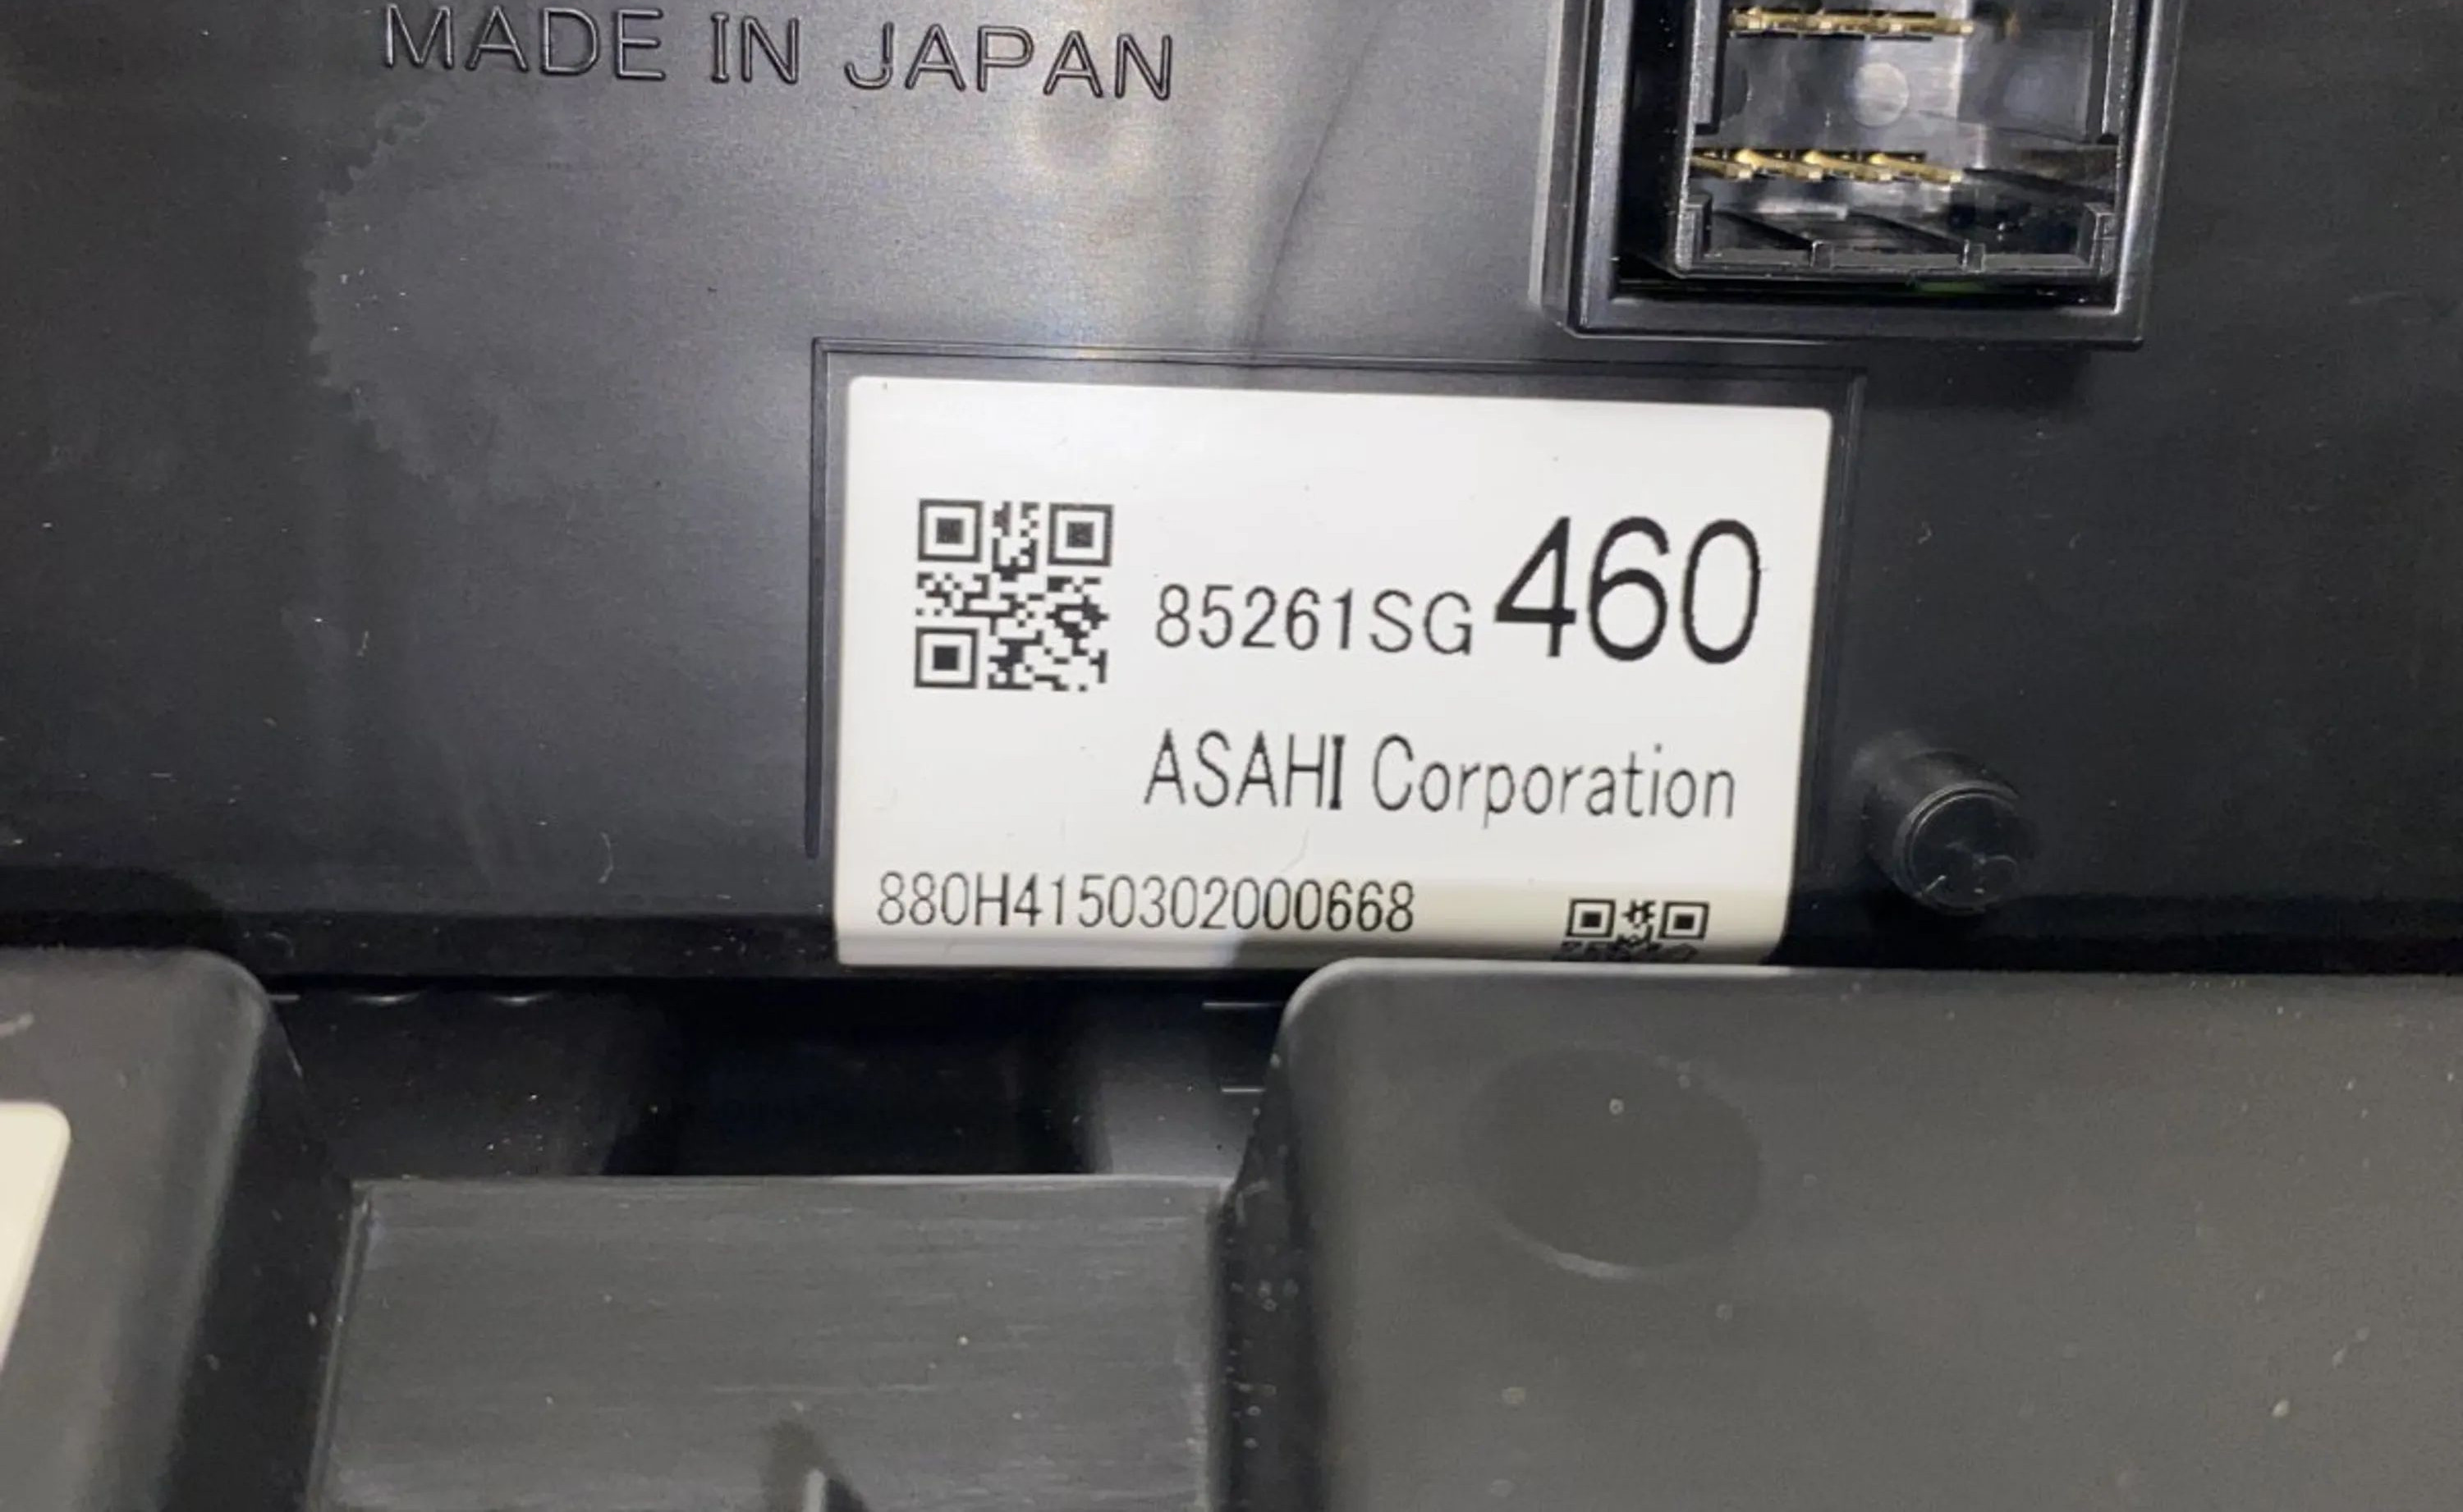 MADE IN JAPAN
85261SG460
ASAHI Corporation
880H4150302000668